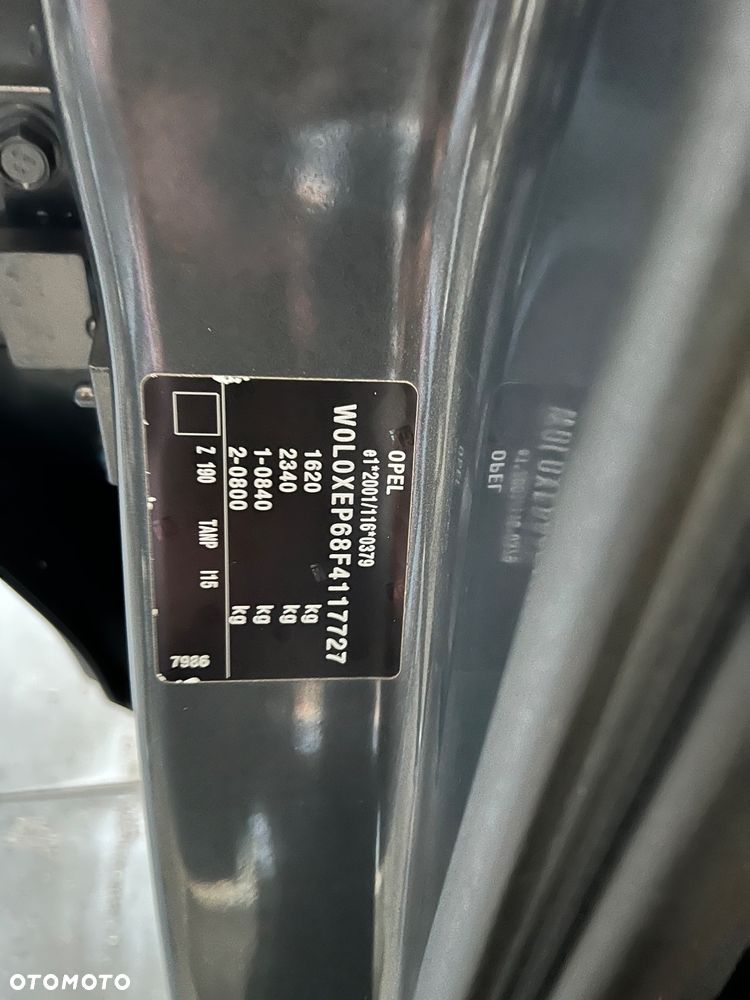 OPEL
e1*2001/116*0379
W0L0XEP68F4117727
1620 kg
2340 kg
1-0840 kg
2-0800 kg
Z 190 TANP I15
7986
OTOMOTO